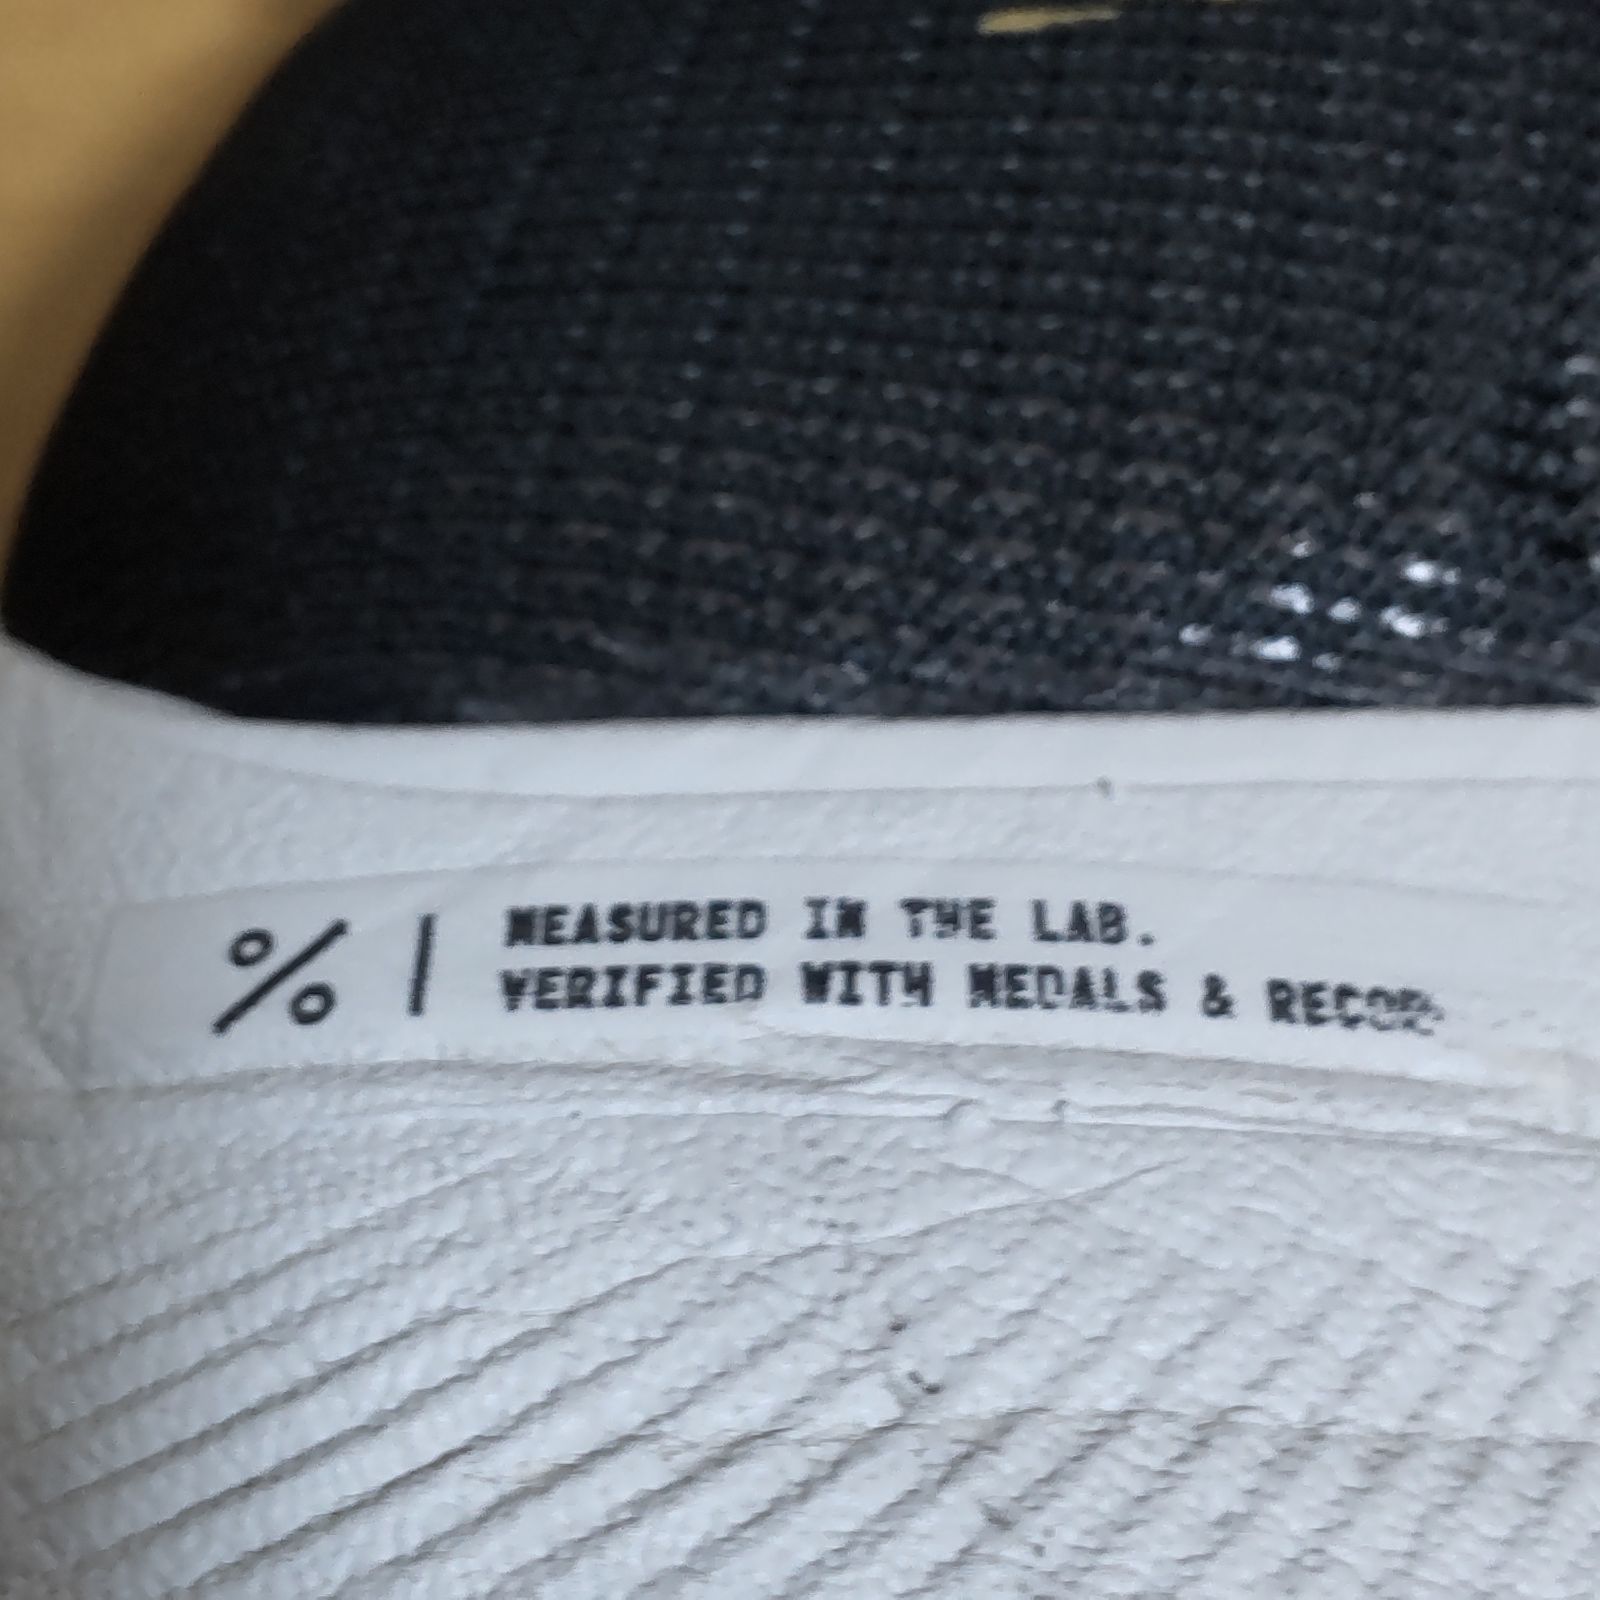 % | MEASURED IN THE LAB.
VERIFIED WITH MEDALS &